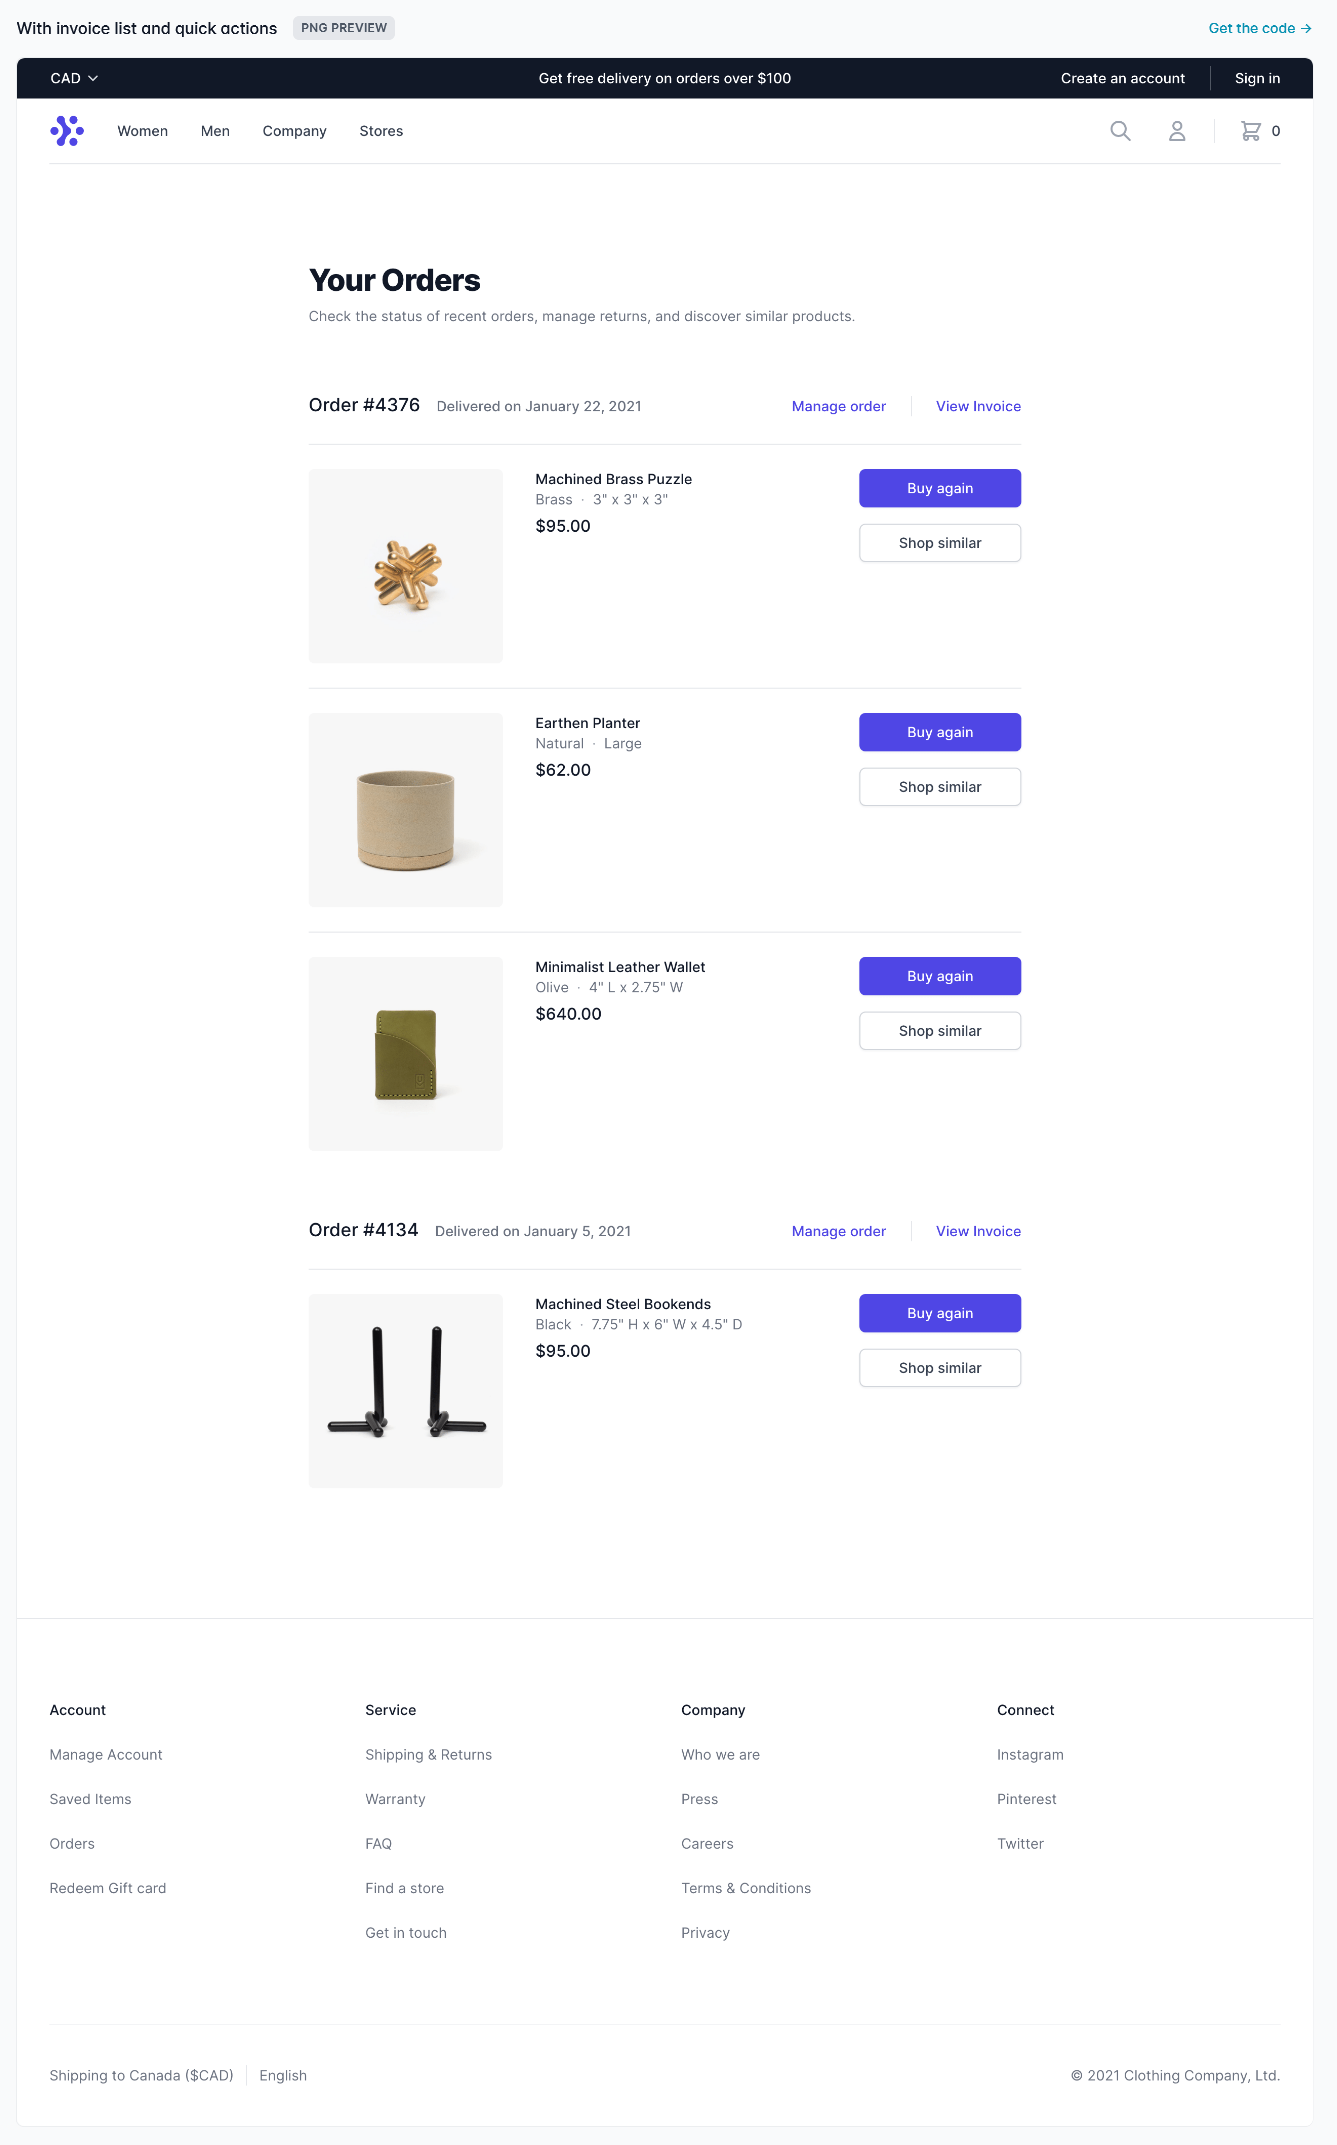 With invoice list and quick actions PNG PREVIEW Get the code →
CAD Get free delivery on orders over $100 Create an account Sign in
Women Men Company Stores 0
Your Orders
Check the status of recent orders, manage returns, and discover similar products.
Order #4376 Delivered on January 22, 2021 Manage order View Invoice
Machined Brass Puzzle
Brass · 3" x 3" x 3"
$95.00
Buy again
Shop similar
Earthen Planter
Natural · Large
$62.00
Buy again
Shop similar
Minimalist Leather Wallet
Olive · 4" L x 2.75" W
$640.00
Buy again
Shop similar
Order #4134 Delivered on January 5, 2021 Manage order View Invoice
Machined Steel Bookends
Black · 7.75" H x 6" W x 4.5" D
$95.00
Buy again
Shop similar
Account
Manage Account
Saved Items
Orders
Redeem Gift card
Service
Shipping & Returns
Warranty
FAQ
Find a store
Get in touch
Company
Who we are
Press
Careers
Terms & Conditions
Privacy
Connect
Instagram
Pinterest
Twitter
Shipping to Canada ($CAD) English © 2021 Clothing Company, Ltd.